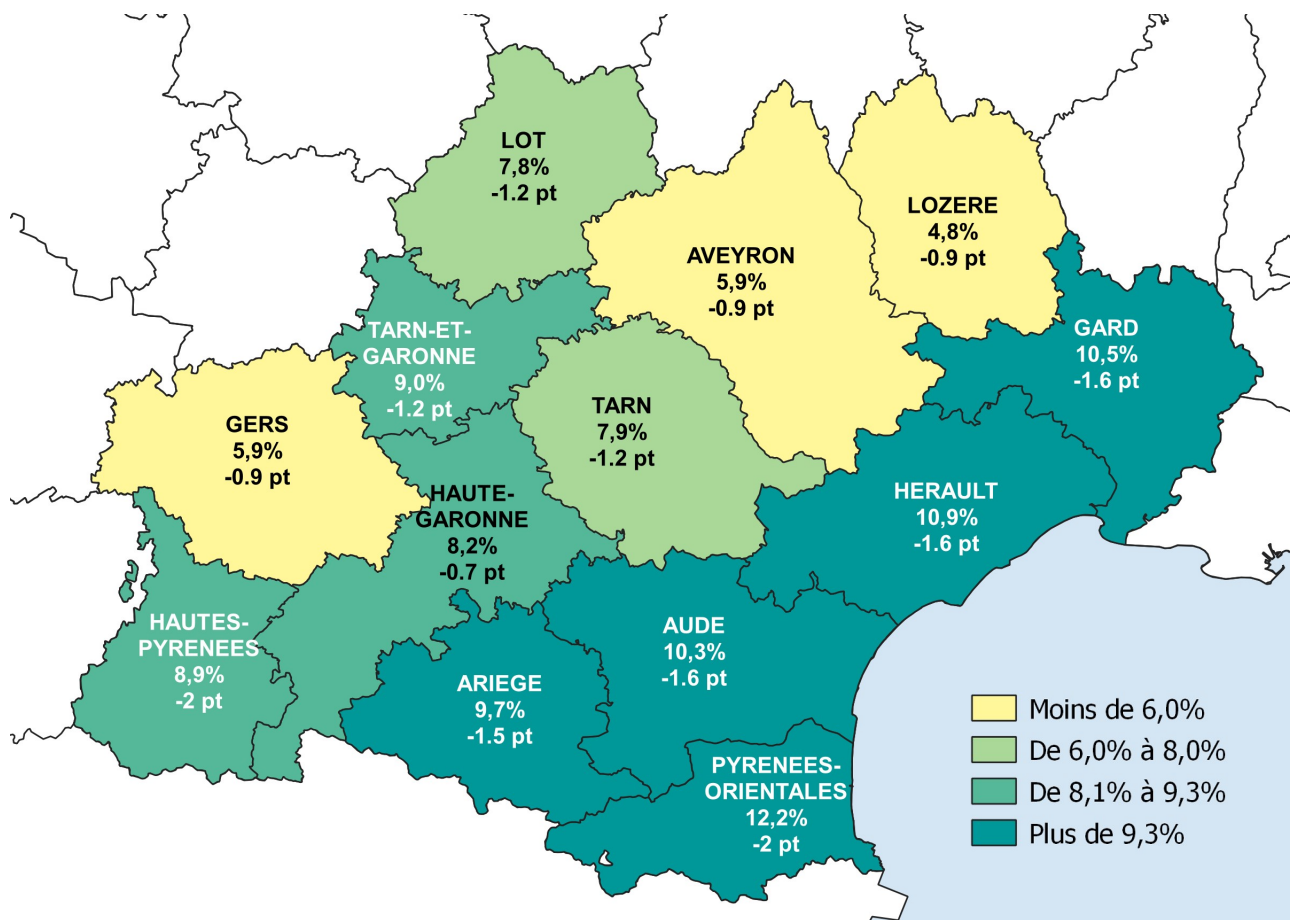 LOT
7,8%
-1.2 pt
LOZERE
4,8%
-0.9 pt
AVEYRON
5,9%
-0.9 pt
TARN-ET-
GARONNE
9,0%
-1.2 pt
GARD
10,5%
-1.6 pt
GERS
5,9%
-0.9 pt
TARN
7,9%
-1.2 pt
HAUTE-
GARONNE
8,2%
-0.7 pt
HERAULT
10,9%
-1.6 pt
HAUTES-
PYRENEES
8,9%
-2 pt
AUDE
10,3%
-1.6 pt
ARIEGE
9,7%
-1.5 pt
PYRENEES-
ORIENTALES
12,2%
-2 pt
Moins de 6,0%
De 6,0% à 8,0%
De 8,1% à 9,3%
Plus de 9,3%